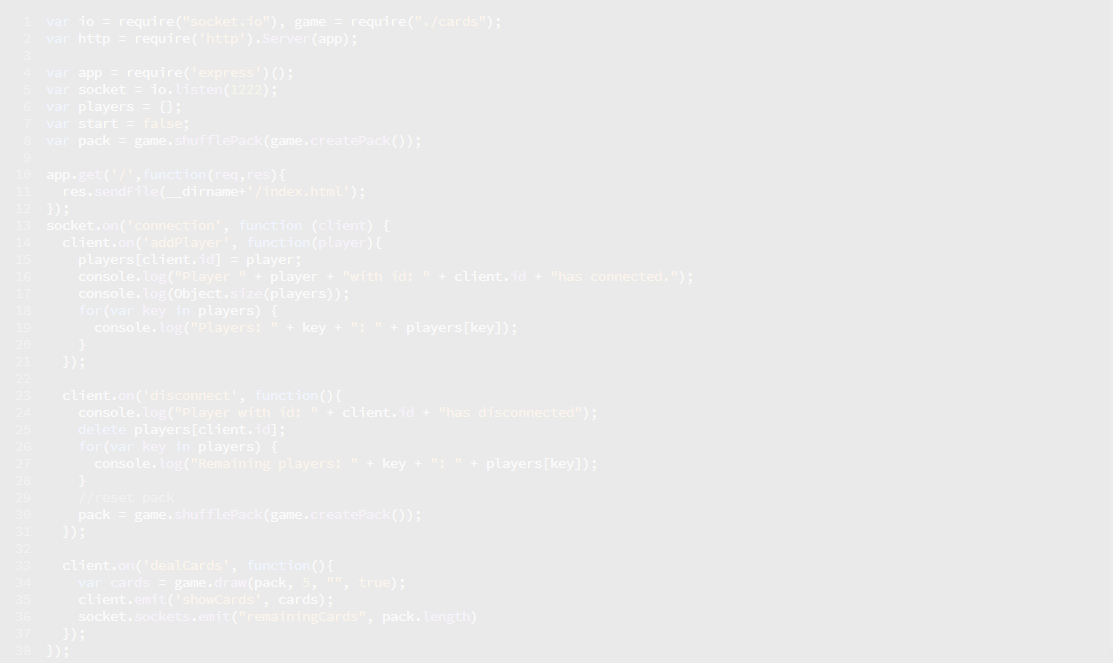 1 var io = require("socket.io"), game = require("./cards");
2 var http = require('http').Server(app);
3
4 var app = require('express')();
5 var socket = io.listen(1222);
6 var players = {};
7 var start = false;
8 var pack = game.shufflePack(game.createPack());
9
10 app.get('/',function(req,res){
11   res.sendFile(__dirname+'/index.html');
12 });
13 socket.on('connection', function (client) {
14   client.on('addPlayer', function(player){
15     players[client.id] = player;
16     console.log("Player " + player + "with id: " + client.id + "has connected.");
17     console.log(Object.size(players));
18     for(var key in players) {
19       console.log("Players: " + key + ": " + players[key]);
20     }
21   });
22
23   client.on('disconnect', function(){
24     console.log("Player with id: " + client.id + "has disconnected");
25     delete players[client.id];
26     for(var key in players) {
27       console.log("Remaining players: " + key + ": " + players[key]);
28     }
29     //reset pack
30     pack = game.shufflePack(game.createPack());
31   });
32
33   client.on('dealCards', function(){
34     var cards = game.draw(pack, 5, "", true);
35     client.emit('showCards', cards);
36     socket.sockets.emit("remainingCards", pack.length)
37   });
38 });